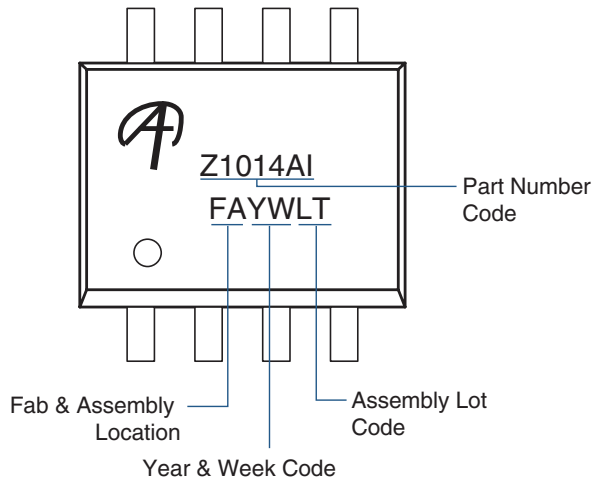 Z1014AI
FAYWLT
Part Number
Code
Fab & Assembly
Location
Assembly Lot
Code
Year & Week Code